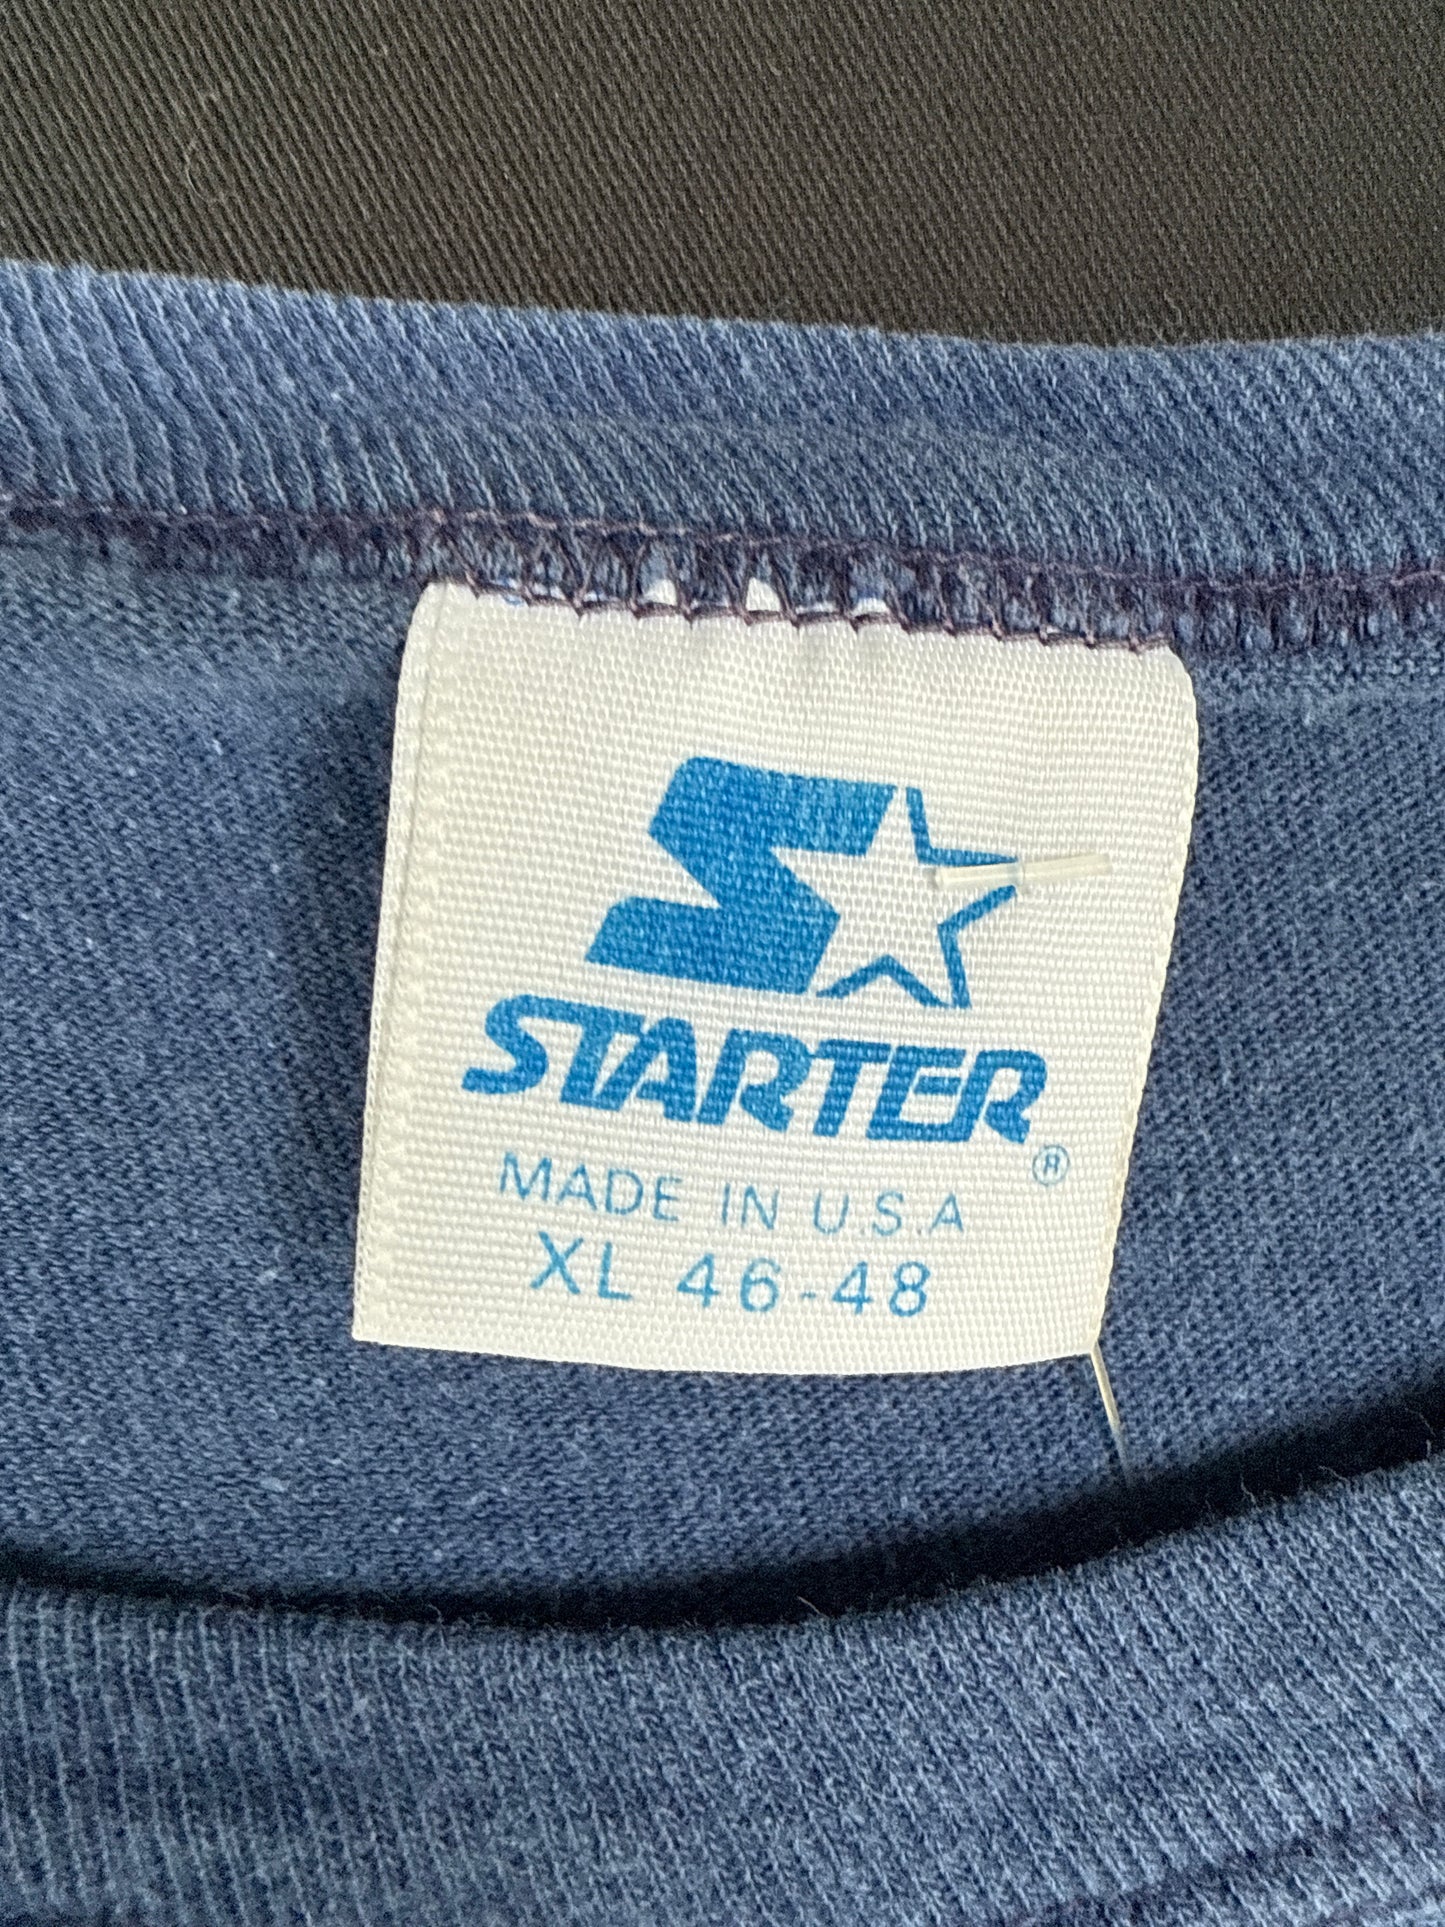 STARTER
®
MADE IN U.S.A
XL 46-48